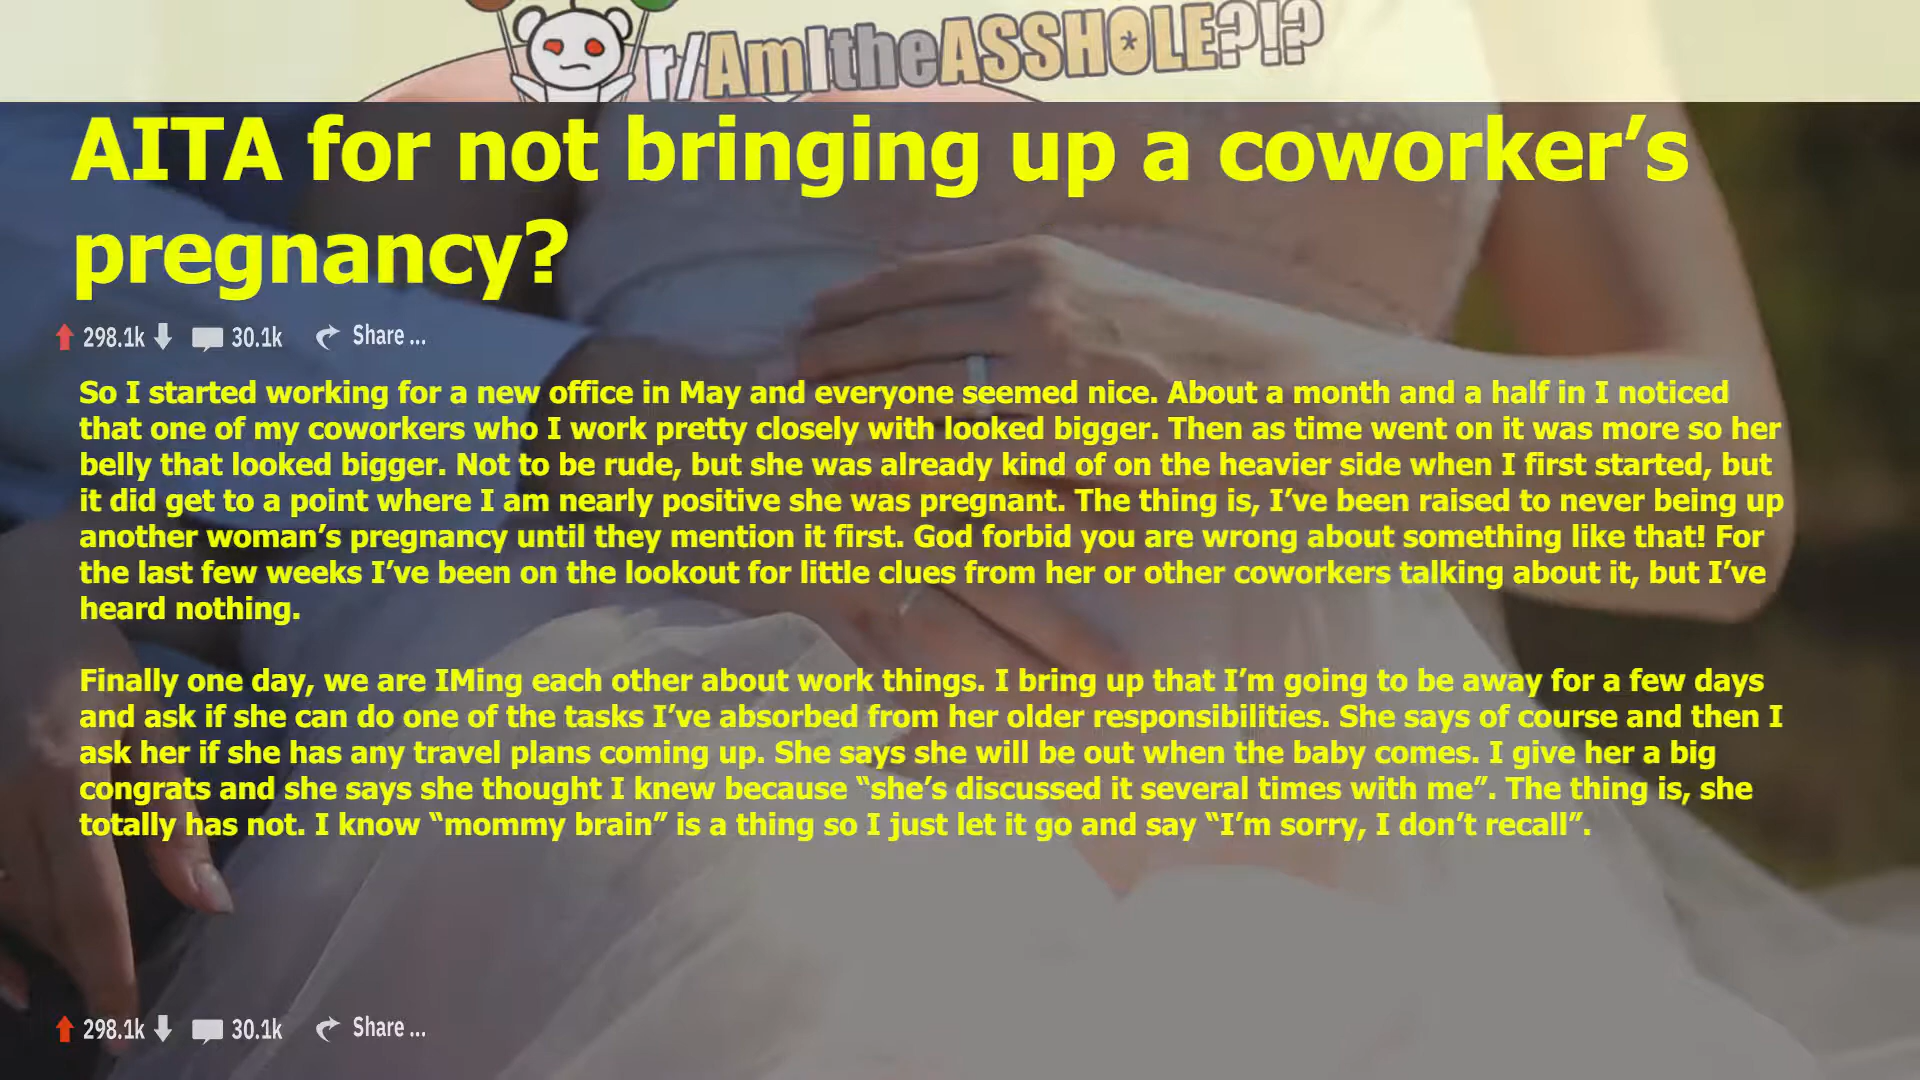 r/AmItheASSH*LE?!?
AITA for not bringing up a coworker’s
pregnancy?
298.1k 30.1k Share ...
So I started working for a new office in May and everyone seemed nice. About a month and a half in I noticed
that one of my coworkers who I work pretty closely with looked bigger. Then as time went on it was more so her
belly that looked bigger. Not to be rude, but she was already kind of on the heavier side when I first started, but
it did get to a point where I am nearly positive she was pregnant. The thing is, I’ve been raised to never being up
another woman’s pregnancy until they mention it first. God forbid you are wrong about something like that! For
the last few weeks I’ve been on the lookout for little clues from her or other coworkers talking about it, but I’ve
heard nothing.
Finally one day, we are IMing each other about work things. I bring up that I’m going to be away for a few days
and ask if she can do one of the tasks I’ve absorbed from her older responsibilities. She says of course and then I
ask her if she has any travel plans coming up. She says she will be out when the baby comes. I give her a big
congrats and she says she thought I knew because “she’s discussed it several times with me”. The thing is, she
totally has not. I know “mommy brain” is a thing so I just let it go and say “I’m sorry, I don’t recall”.
298.1k 30.1k Share ...